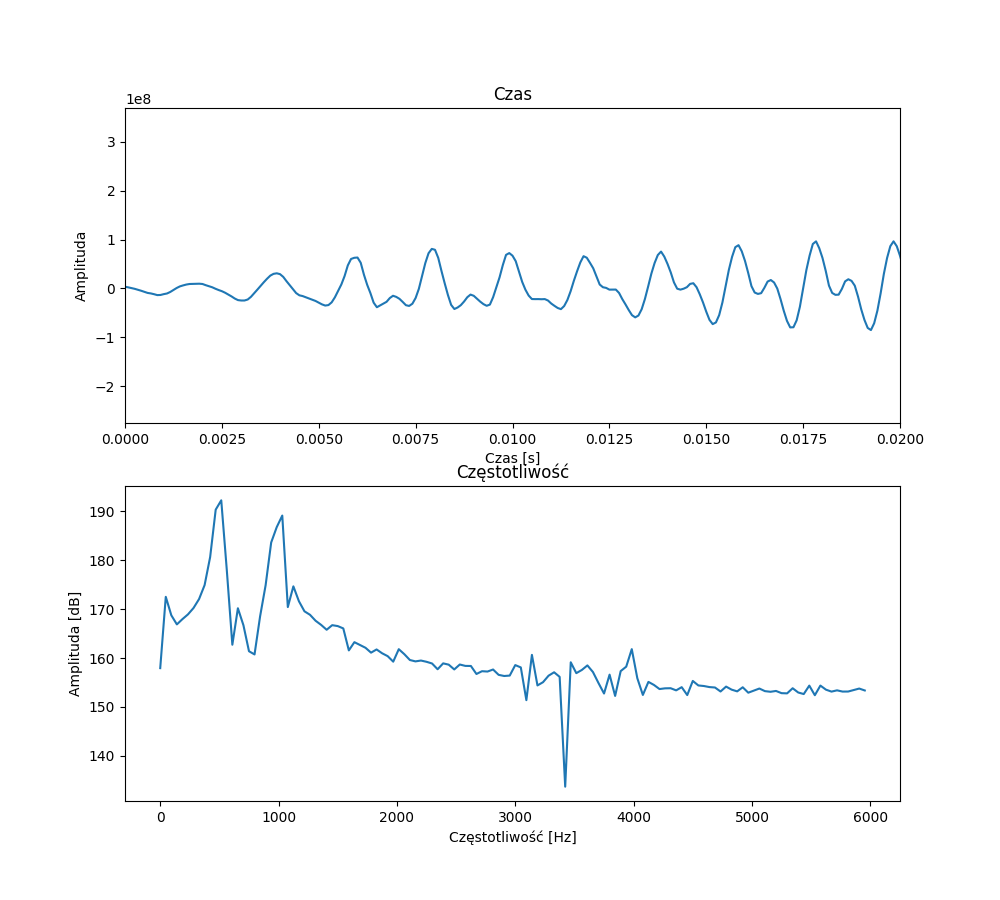 Czas
1e8
Amplituda
3
2
1
0
−1
−2
0.0000 0.0025 0.0050 0.0075 0.0100 0.0125 0.0150 0.0175 0.0200
Czas [s]
Częstotliwość
Amplituda [dB]
190
180
170
160
150
140
0 1000 2000 3000 4000 5000 6000
Częstotliwość [Hz]